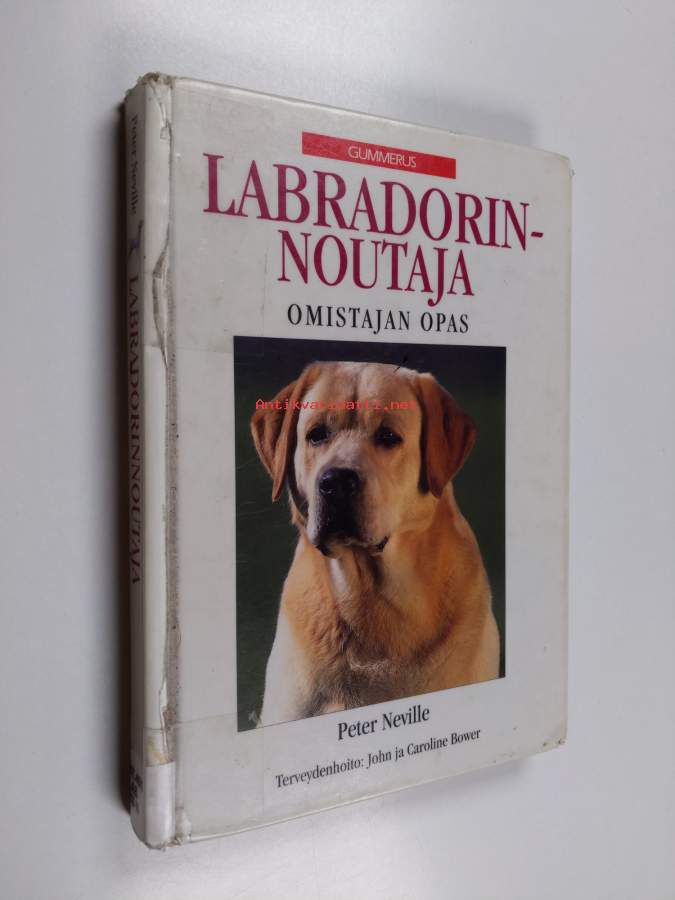 GUMMERUS
LABRADORIN-
NOUTAJA
OMISTAJAN OPAS
Antikvariaatti.net
Peter Neville
Terveydenhoito: John ja Caroline Bower
Peter Neville
LABRADORINNOUTAJA